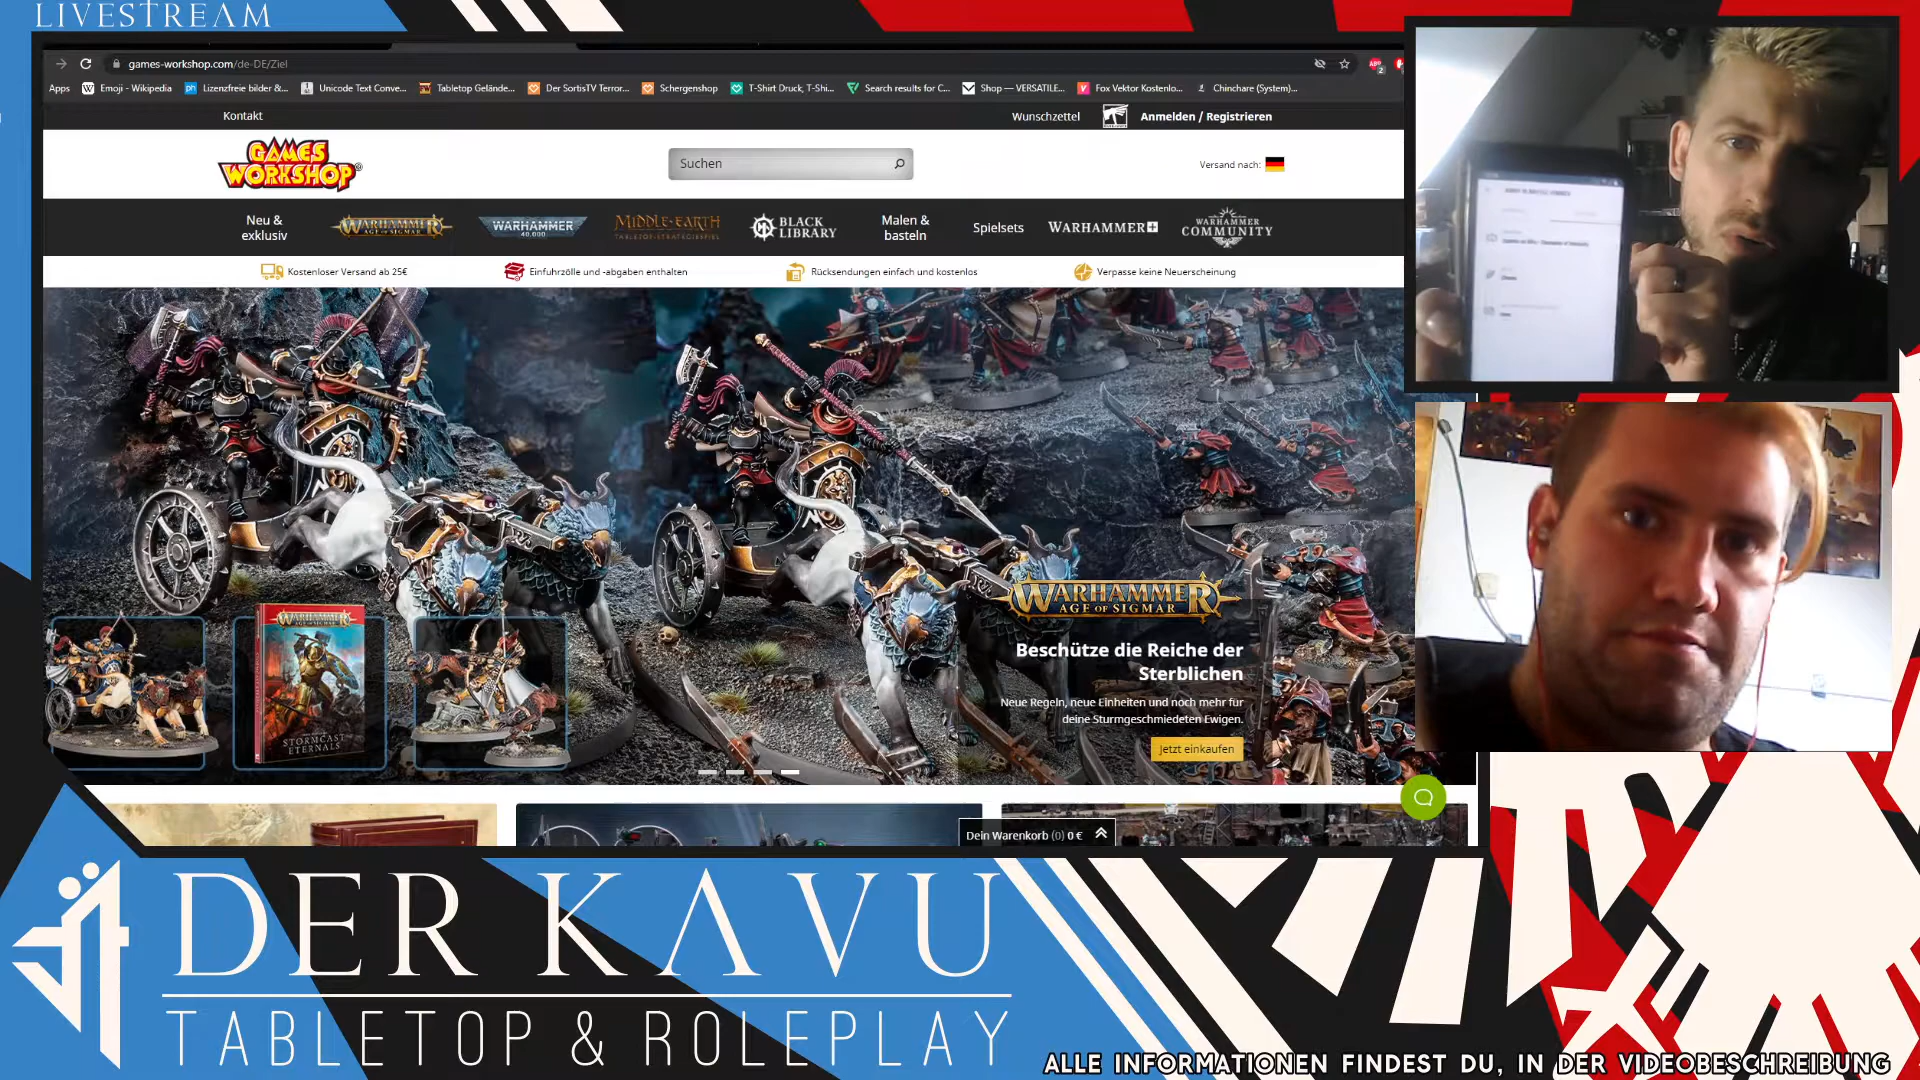 LIVESTREAM
games-workshop.com/de-DE/Ziel
Apps
Emoji - Wikipedia
Lizenzfreie bilder &...
Unicode Text Conve...
Tabletop Gelände...
Der SortisTV Terror...
Schergenshop
T-Shirt Druck, T-Shi...
Search results for C...
Shop — VERSATILE...
Fox Vektor Kostenlo...
Chinchare (System)...
Kontakt
Wunschzettel
Anmelden / Registrieren
GAMES
WORKSHOP
Suchen
Versand nach:
Neu &
exklusiv
WARHAMMER
AGE OF SIGMAR
WARHAMMER
40,000
MIDDLE-EARTH
BLACK
LIBRARY
Malen &
basteln
Spielsets
WARHAMMER+
WARHAMMER
COMMUNITY
Kostenloser Versand ab 25€
Einfuhrzölle und -abgaben enthalten
Rücksendungen einfach und kostenlos
Verpasse keine Neuerscheinung
WARHAMMER
STORMCAST
ETERNALS
WARHAMMER
AGE OF SIGMAR
Beschütze die Reiche der
Sterblichen
Neue Regeln, neue Einheiten und noch mehr für
deine Sturmgeschmiedeten Ewigen.
Jetzt einkaufen
Dein Warenkorb (0) 0 €
DER KAVU
TABLETOP & ROLEPLAY
ALLE INFORMATIONEN FINDEST DU, IN DER VIDEOBESCHREIBUNG